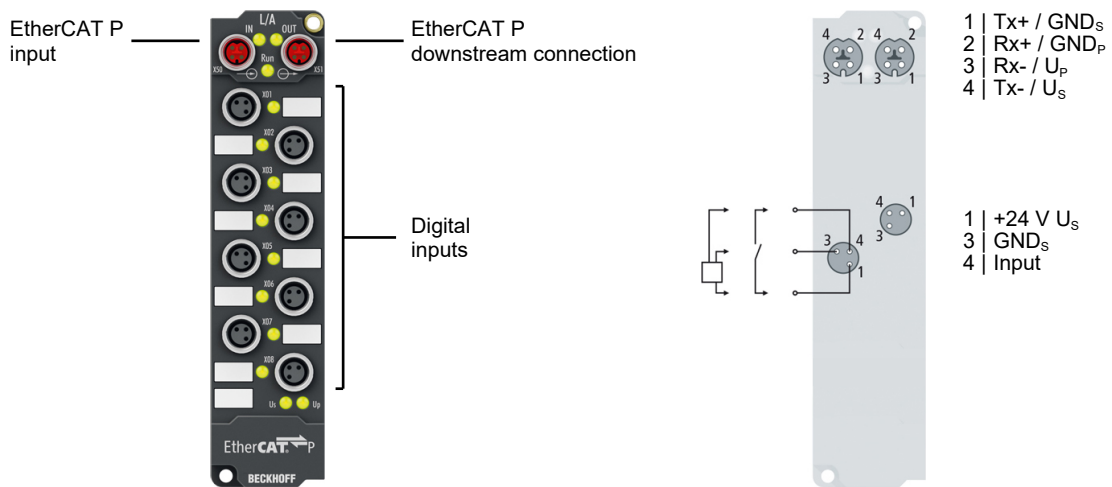 EtherCAT P
input
L/A
IN
OUT
X50
X51
Run
EtherCAT P
downstream connection
X01
X02
X03
X04
X05
X06
X07
X08
Us
Up
Digital
inputs
EtherCAT® P
BECKHOFF
4 2
3 1
4 2
3 1
1 | Tx+ / GNDS
2 | Rx+ / GNDP
3 | Rx- / UP
4 | Tx- / US
4 1
3
3 4
1
1 | +24 V US
3 | GNDS
4 | Input